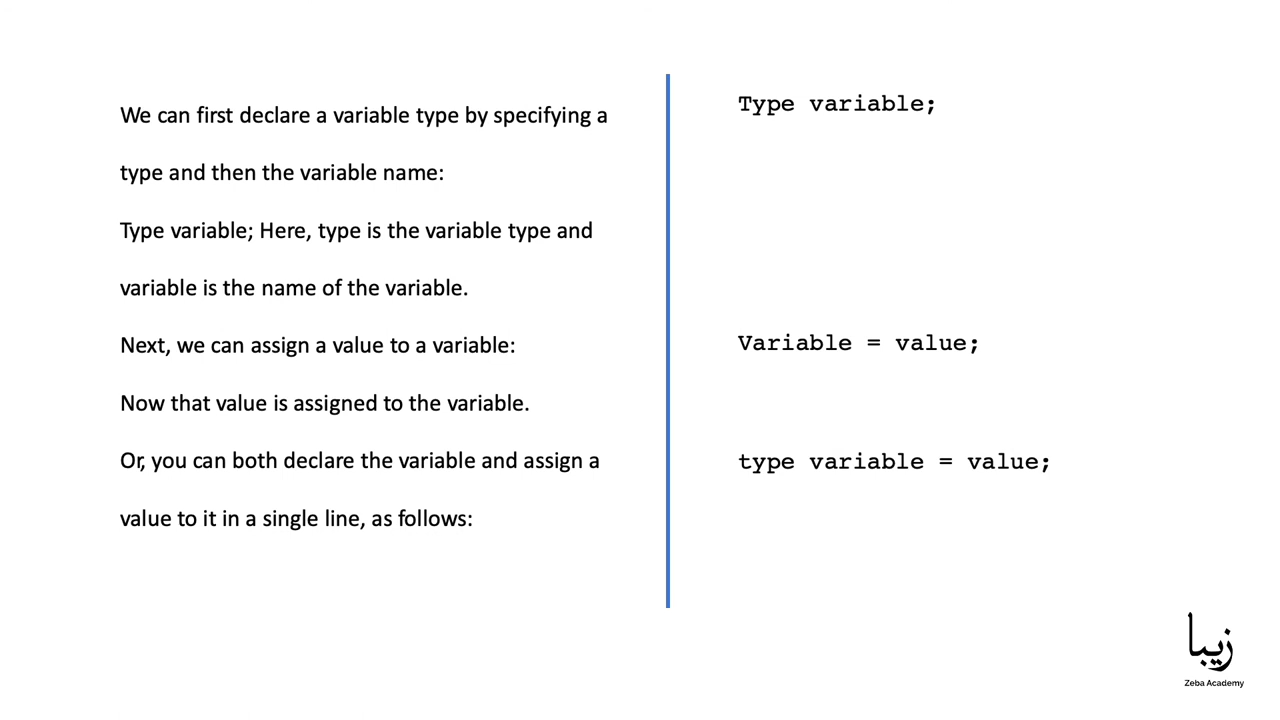 We can first declare a variable type by specifying a
type and then the variable name:
Type variable; Here, type is the variable type and
variable is the name of the variable.
Next, we can assign a value to a variable:
Now that value is assigned to the variable.
Or, you can both declare the variable and assign a
value to it in a single line, as follows:
Type variable;
Variable = value;
type variable = value;
زیبا
Zeba Academy